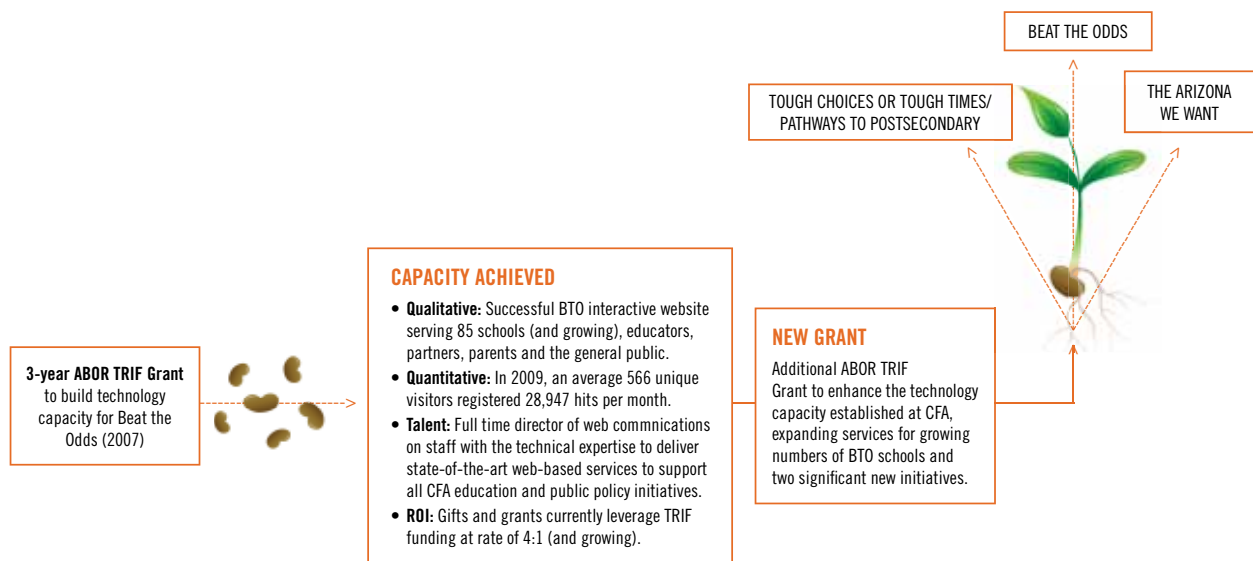 BEAT THE ODDS
TOUGH CHOICES OR TOUGH TIMES/
PATHWAYS TO POSTSECONDARY
THE ARIZONA
WE WANT
3-year ABOR TRIF Grant
to build technology
capacity for Beat the
Odds (2007)
CAPACITY ACHIEVED
• Qualitative: Successful BTO interactive website
serving 85 schools (and growing), educators,
partners, parents and the general public.
• Quantitative: In 2009, an average 566 unique
visitors registered 28,947 hits per month.
• Talent: Full time director of web commnications
on staff with the technical expertise to deliver
state-of-the-art web-based services to support
all CFA education and public policy initiatives.
• ROI: Gifts and grants currently leverage TRIF
funding at rate of 4:1 (and growing).
NEW GRANT
Additional ABOR TRIF
Grant to enhance the technology
capacity established at CFA,
expanding services for growing
numbers of BTO schools and
two significant new initiatives.